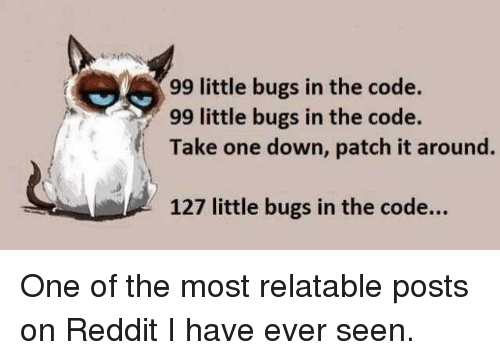 99 little bugs in the code.
99 little bugs in the code.
Take one down, patch it around.
127 little bugs in the code...
One of the most relatable posts
on Reddit I have ever seen.